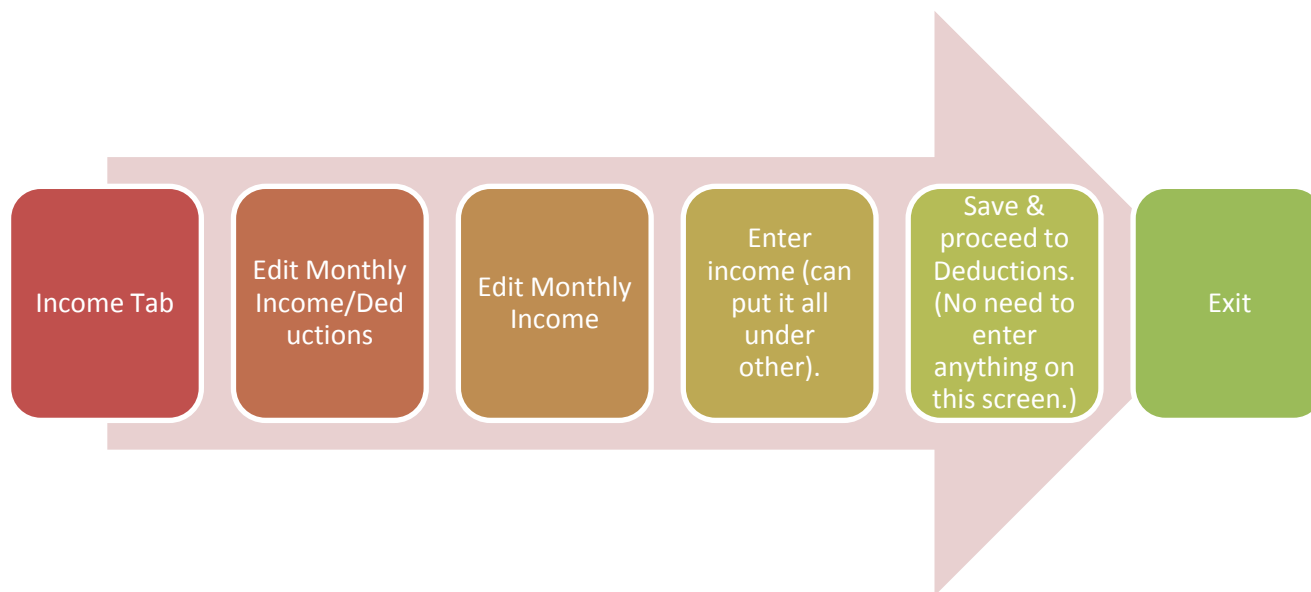 Income Tab
Edit Monthly
Income/Ded
uctions
Edit Monthly
Income
Enter
income (can
put it all
under
other).
Save &
proceed to
Deductions.
(No need to
enter
anything on
this screen.)
Exit